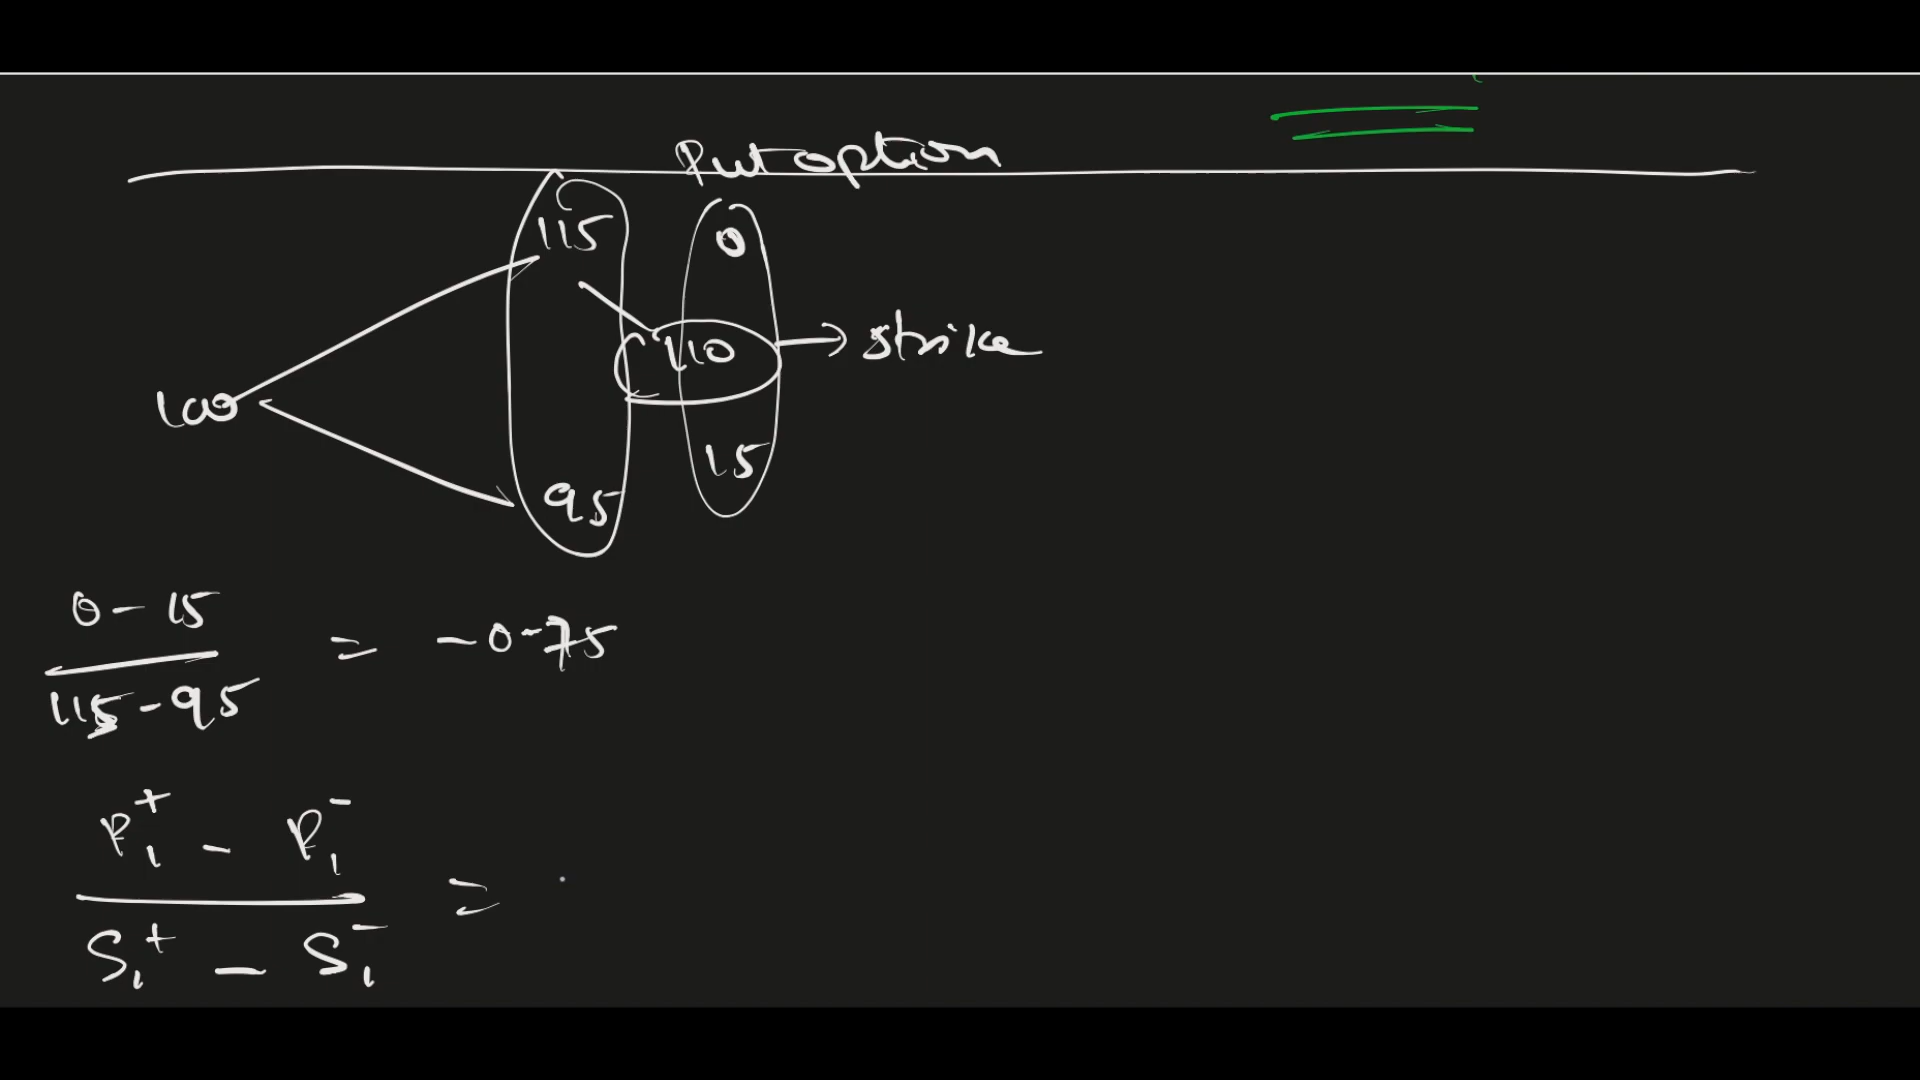 Put option
115 0
110 → strike
100
15
95
0 - 15
= - 0.75
115 - 95
P₁⁺ - P₁⁻
=
S₁⁺ - S₁⁻